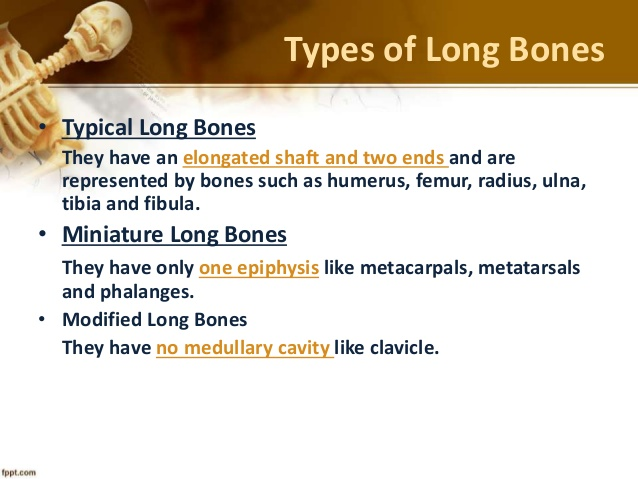 Types of Long Bones
• Typical Long Bones
They have an elongated shaft and two ends and are
represented by bones such as humerus, femur, radius, ulna,
tibia and fibula.
• Miniature Long Bones
They have only one epiphysis like metacarpals, metatarsals
and phalanges.
• Modified Long Bones
They have no medullary cavity like clavicle.
fppt.com